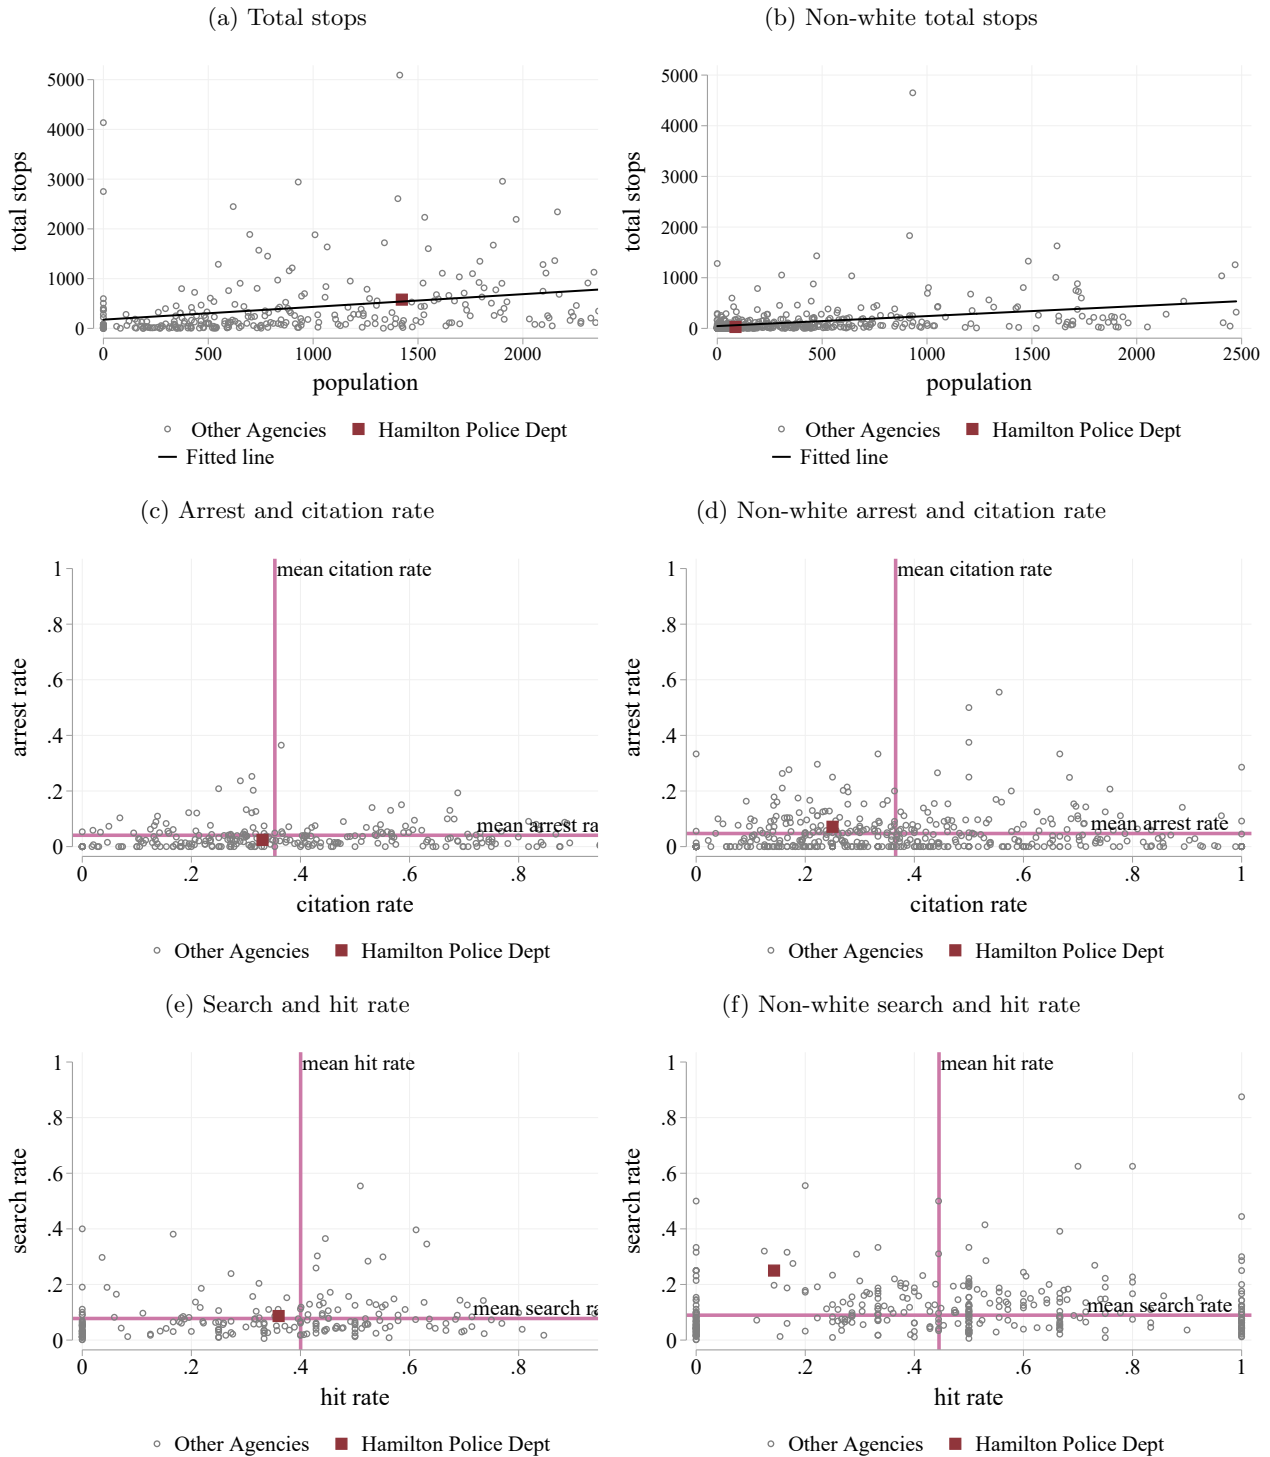 (a) Total stops
(b) Non-white total stops
total stops
5000
4000
3000
2000
1000
0
0 500 1000 1500 2000
population
Other Agencies Hamilton Police Dept
Fitted line
total stops
5000
4000
3000
2000
1000
0
0 500 1000 1500 2000 2500
population
Other Agencies Hamilton Police Dept
Fitted line
(c) Arrest and citation rate
(d) Non-white arrest and citation rate
arrest rate
1
.8
.6
.4
.2
0
mean citation rate
mean arrest ra
0 .2 .4 .6 .8
citation rate
Other Agencies Hamilton Police Dept
arrest rate
1
.8
.6
.4
.2
0
mean citation rate
mean arrest rate
0 .2 .4 .6 .8 1
citation rate
Other Agencies Hamilton Police Dept
(e) Search and hit rate
(f) Non-white search and hit rate
search rate
1
.8
.6
.4
.2
0
mean hit rate
mean search ra
0 .2 .4 .6 .8
hit rate
Other Agencies Hamilton Police Dept
search rate
1
.8
.6
.4
.2
0
mean hit rate
mean search rate
0 .2 .4 .6 .8 1
hit rate
Other Agencies Hamilton Police Dept